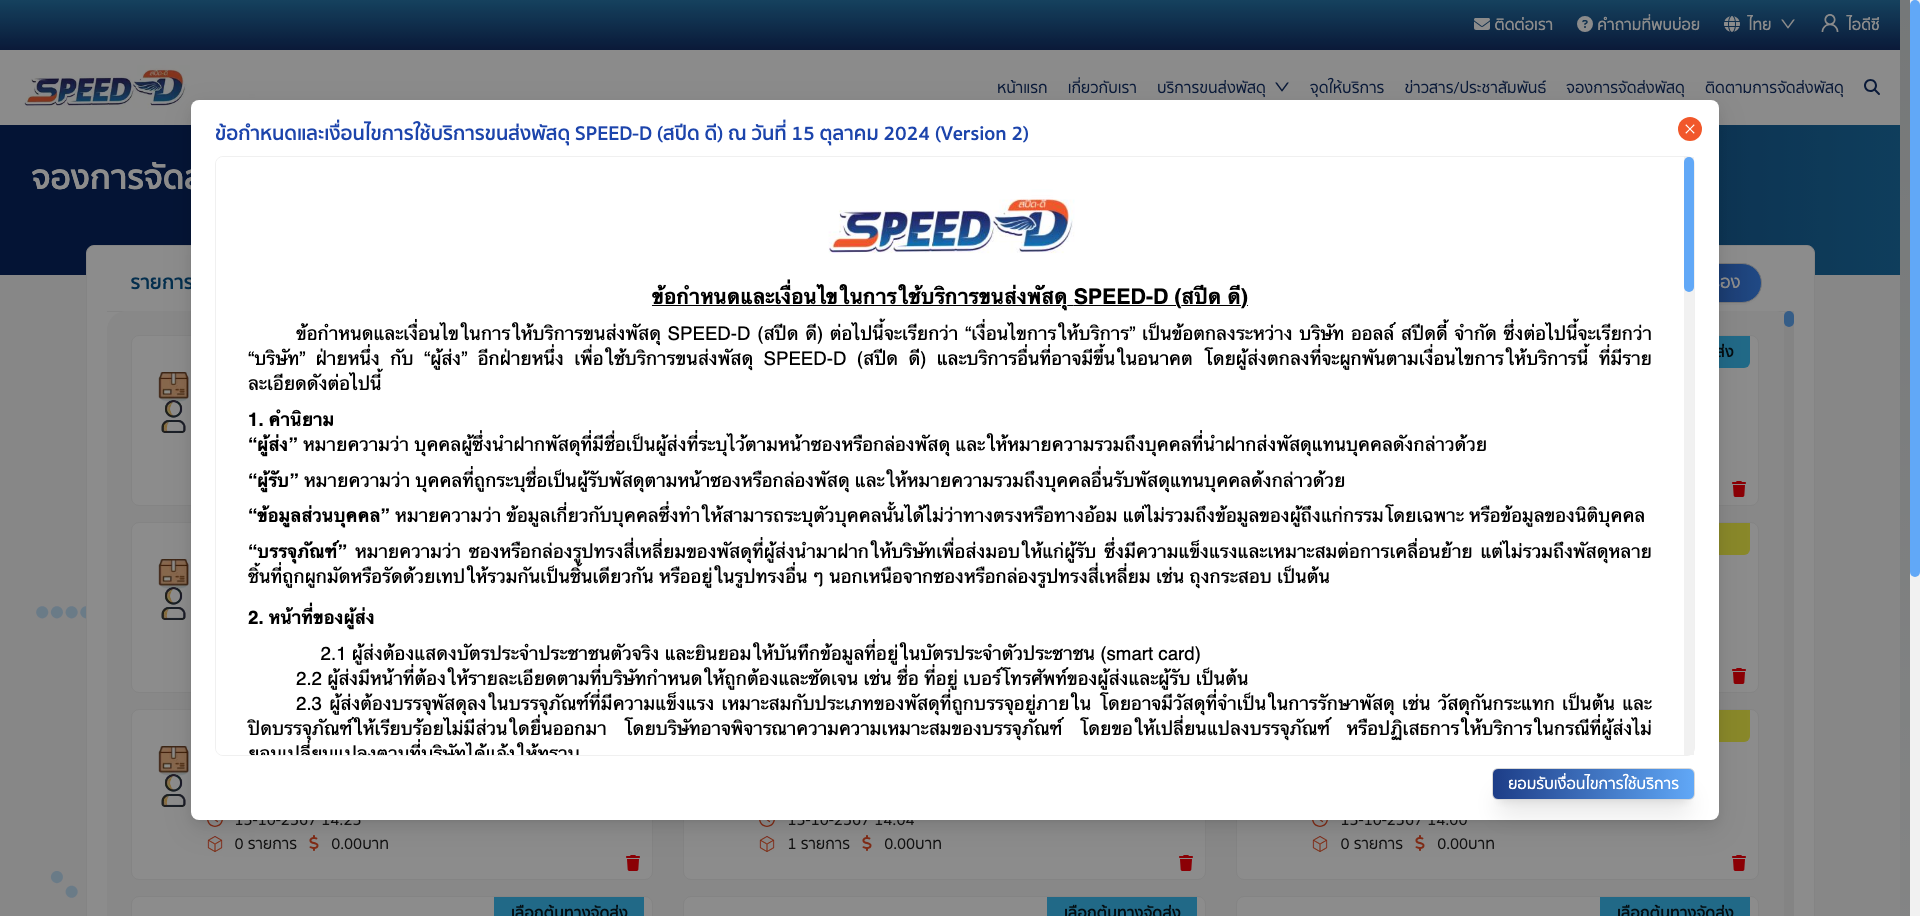 ติดต่อเรา คำถามที่พบบ่อย ไทย ไอดีซี
SPEED-D สปีด-ดี
หน้าแรก เกี่ยวกับเรา บริการขนส่งพัสดุ จุดให้บริการ ข่าวสาร/ประชาสัมพันธ์ จองการจัดส่งพัสดุ ติดตามการจัดส่งพัสดุ
ข้อกำหนดและเงื่อนไขการใช้บริการขนส่งพัสดุ SPEED-D (สปีด ดี) ณ วันที่ 15 ตุลาคม 2024 (Version 2)
จองการจัดส
รายการ
SPEED-D สปีด-ดี
ข้อกำหนดและเงื่อนไขในการใช้บริการขนส่งพัสดุ SPEED-D (สปีด ดี)
ข้อกำหนดและเงื่อนไขในการให้บริการขนส่งพัสดุ SPEED-D (สปีด ดี) ต่อไปนี้จะเรียกว่า “เงื่อนไขการให้บริการ” เป็นข้อตกลงระหว่าง บริษัท ออลล์ สปีดดี้ จำกัด ซึ่งต่อไปนี้จะเรียกว่า
“บริษัท” ฝ่ายหนึ่ง กับ “ผู้ส่ง” อีกฝ่ายหนึ่ง เพื่อใช้บริการขนส่งพัสดุ SPEED-D (สปีด ดี) และบริการอื่นที่อาจมีขึ้นในอนาคต โดยผู้ส่งตกลงที่จะผูกพันตามเงื่อนไขการให้บริการนี้ ที่มีราย
ละเอียดดังต่อไปนี้
1. คำนิยาม
“ผู้ส่ง” หมายความว่า บุคคลผู้ซึ่งนำฝากพัสดุที่มีชื่อเป็นผู้ส่งที่ระบุไว้ตามหน้าซองหรือกล่องพัสดุ และให้หมายความรวมถึงบุคคลที่นำฝากส่งพัสดุแทนบุคคลดังกล่าวด้วย
“ผู้รับ” หมายความว่า บุคคลที่ถูกระบุชื่อเป็นผู้รับพัสดุตามหน้าซองหรือกล่องพัสดุ และให้หมายความรวมถึงบุคคลอื่นรับพัสดุแทนบุคคลดังกล่าวด้วย
“ข้อมูลส่วนบุคคล” หมายความว่า ข้อมูลเกี่ยวกับบุคคลซึ่งทำให้สามารถระบุตัวบุคคลนั้นได้ไม่ว่าทางตรงหรือทางอ้อม แต่ไม่รวมถึงข้อมูลของผู้ถึงแก่กรรมโดยเฉพาะ หรือข้อมูลของนิติบุคคล
“บรรจุภัณฑ์” หมายความว่า ซองหรือกล่องรูปทรงสี่เหลี่ยมของพัสดุที่ผู้ส่งนำมาฝากให้บริษัทเพื่อส่งมอบให้แก่ผู้รับ ซึ่งมีความแข็งแรงและเหมาะสมต่อการเคลื่อนย้าย แต่ไม่รวมถึงพัสดุหลาย
ชิ้นที่ถูกผูกมัดหรือรัดด้วยเทปให้รวมกันเป็นชิ้นเดียวกัน หรืออยู่ในรูปทรงอื่น ๆ นอกเหนือจากซองหรือกล่องรูปทรงสี่เหลี่ยม เช่น ถุงกระสอบ เป็นต้น
2. หน้าที่ของผู้ส่ง
2.1 ผู้ส่งต้องแสดงบัตรประจำประชาชนตัวจริง และยินยอมให้บันทึกข้อมูลที่อยู่ในบัตรประจำตัวประชาชน (smart card)
2.2 ผู้ส่งมีหน้าที่ต้องให้รายละเอียดตามที่บริษัทกำหนดให้ถูกต้องและชัดเจน เช่น ชื่อ ที่อยู่ เบอร์โทรศัพท์ของผู้ส่งและผู้รับ เป็นต้น
2.3 ผู้ส่งต้องบรรจุพัสดุลงในบรรจุภัณฑ์ที่มีความแข็งแรง เหมาะสมกับประเภทของพัสดุที่ถูกบรรจุอยู่ภายใน โดยอาจมีวัสดุที่จำเป็นในการรักษาพัสดุ เช่น วัสดุกันกระแทก เป็นต้น และ
ปิดบรรจุภัณฑ์ให้เรียบร้อยไม่มีส่วนใดยื่นออกมา โดยบริษัทอาจพิจารณาความความเหมาะสมของบรรจุภัณฑ์ โดยขอให้เปลี่ยนแปลงบรรจุภัณฑ์ หรือปฏิเสธการให้บริการในกรณีที่ผู้ส่งไม่
ยอมเปลี่ยนแปลงตามที่บริษัทได้แจ้งให้ทราบ
ยอมรับเงื่อนไขการใช้บริการ
15-10-2567 14:25 15-10-2567 14:04 15-10-2567 14:00
0 รายการ 0.00บาท 1 รายการ 0.00บาท 0 รายการ 0.00บาท
เลือกต้นทางจัดส่ง เลือกต้นทางจัดส่ง เลือกต้นทางจัดส่ง